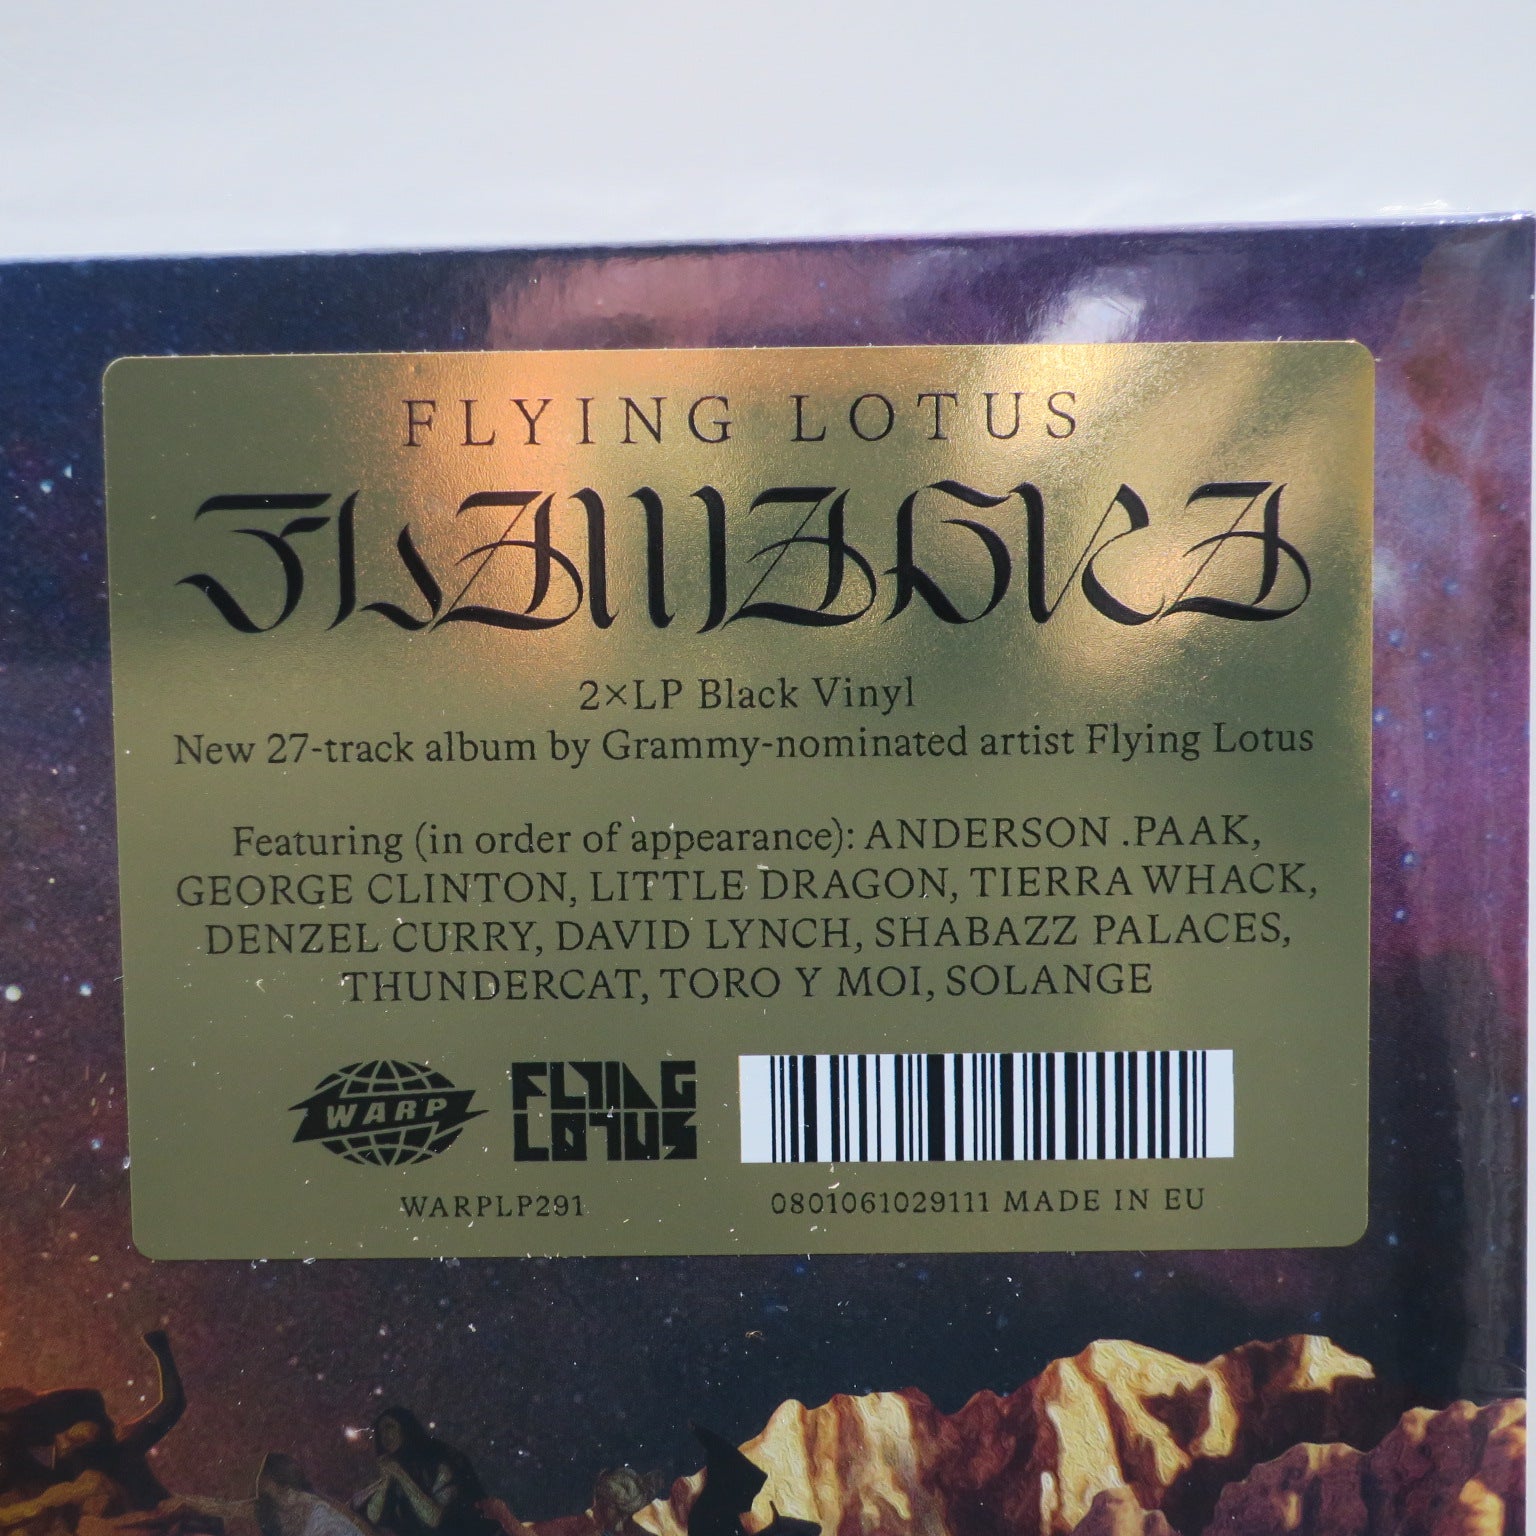 FLYING LOTUS
FLAMAGRA
2×LP Black Vinyl
New 27-track album by Grammy-nominated artist Flying Lotus
Featuring (in order of appearance): ANDERSON .PAAK,
GEORGE CLINTON, LITTLE DRAGON, TIERRA WHACK,
DENZEL CURRY, DAVID LYNCH, SHABAZZ PALACES,
THUNDERCAT, TORO Y MOI, SOLANGE
WARP
FLYING
LOTUS
WARPLP291
0801061029111 MADE IN EU